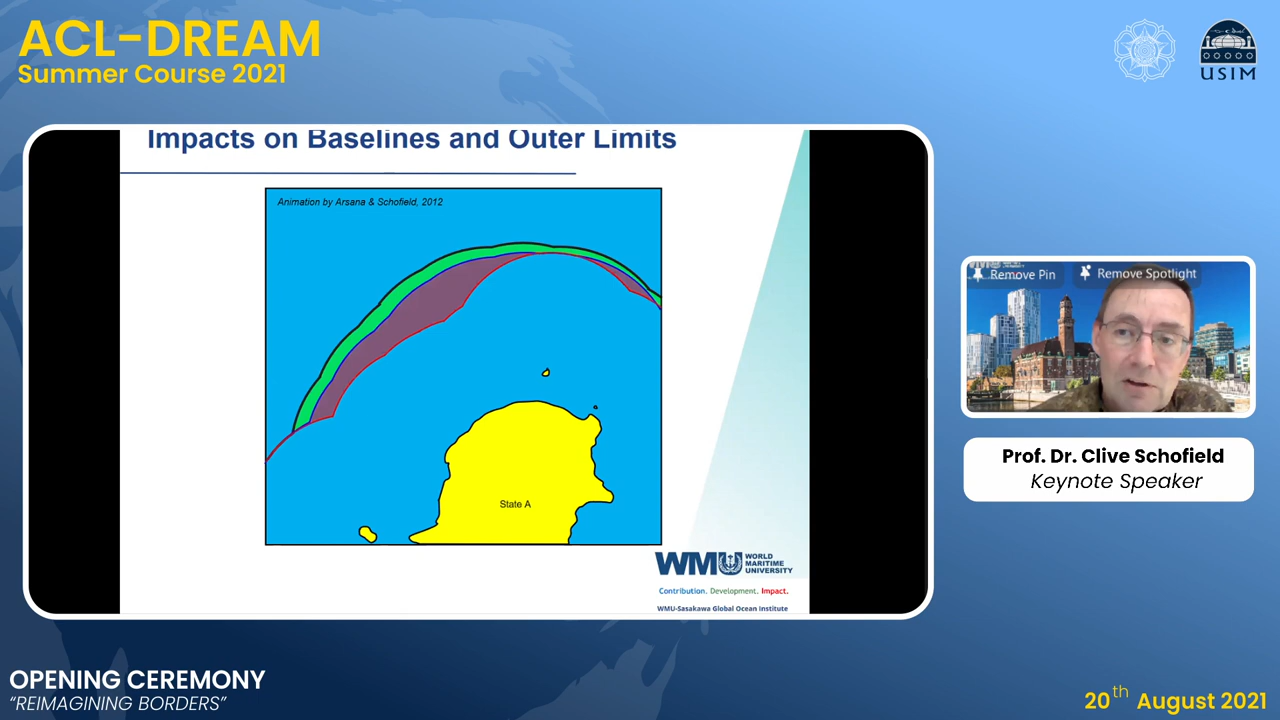 ACL-DREAM
Summer Course 2021
USIM
Impacts on Baselines and Outer Limits
Animation by Arsana & Schofield, 2012
State A
WMU WORLD
MARITIME
UNIVERSITY
Contribution. Development. Impact.
WMU-Sasakawa Global Ocean Institute
Remove Pin
Remove Spotlight
Prof. Dr. Clive Schofield
Keynote Speaker
OPENING CEREMONY
“REIMAGINING BORDERS”
20th August 2021